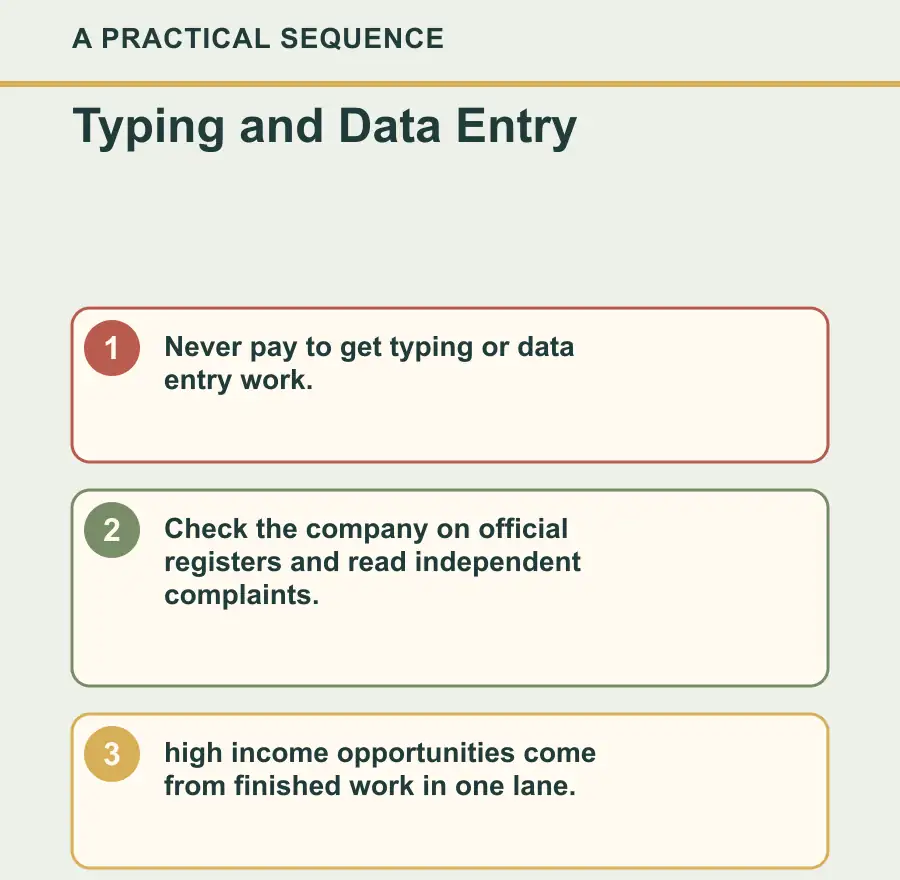 A PRACTICAL SEQUENCE
Typing and Data Entry
1
Never pay to get typing or data
entry work.
2
Check the company on official
registers and read independent
complaints.
3
high income opportunities come
from finished work in one lane.